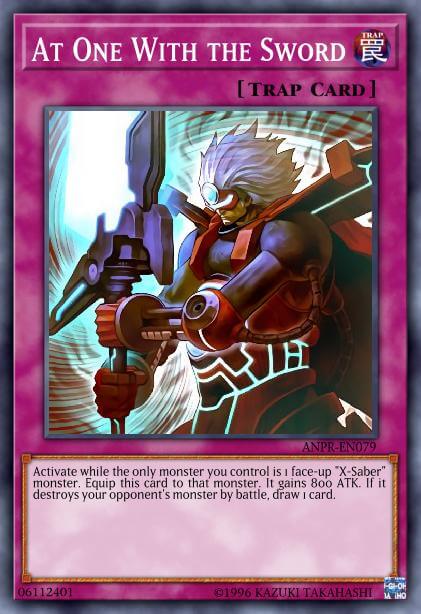 At One With the Sword TRAP 罠
[Trap Card]
ANPR-EN079
Activate while the only monster you control is 1 face-up "X-Saber"
monster. Equip this card to that monster. It gains 800 ATK. If it
destroys your opponent's monster by battle, draw 1 card.
06112401 ©1996 KAZUKI TAKAHASHI